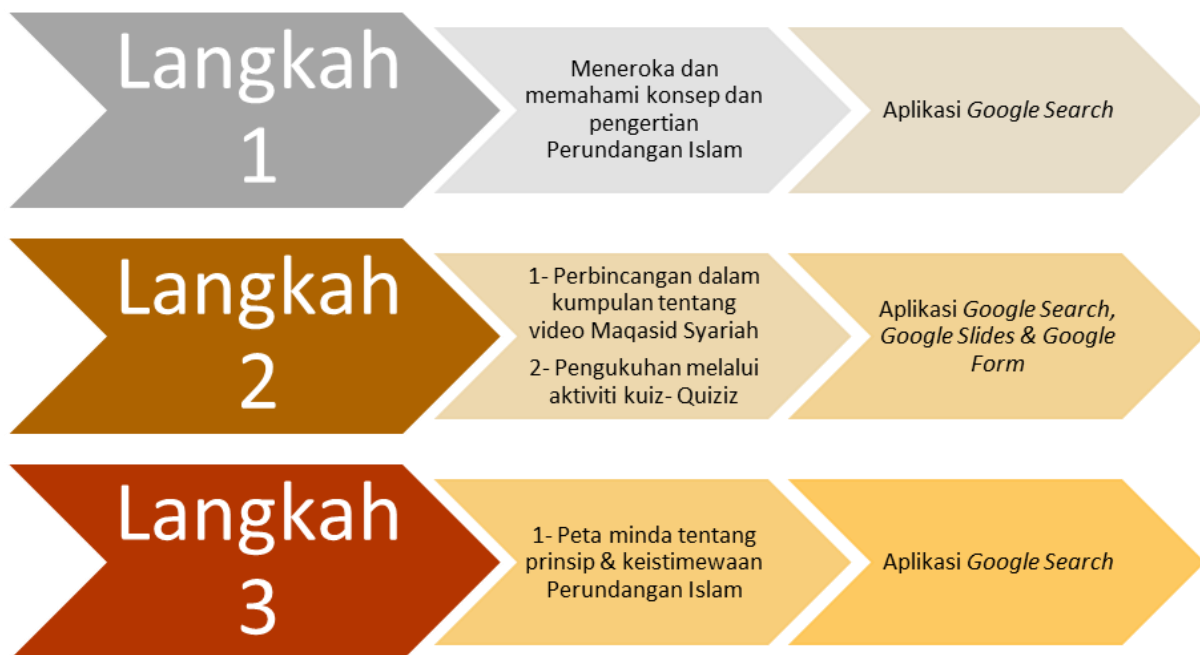 Langkah
1
Meneroka dan
memahami konsep dan
pengertian
Perundangan Islam
Aplikasi Google Search
Langkah
2
1- Perbincangan dalam
kumpulan tentang
video Maqasid Syariah
2- Pengukuhan melalui
aktiviti kuiz- Quiziz
Aplikasi Google Search,
Google Slides & Google
Form
Langkah
3
1- Peta minda tentang
prinsip & keistimewaan
Perundangan Islam
Aplikasi Google Search